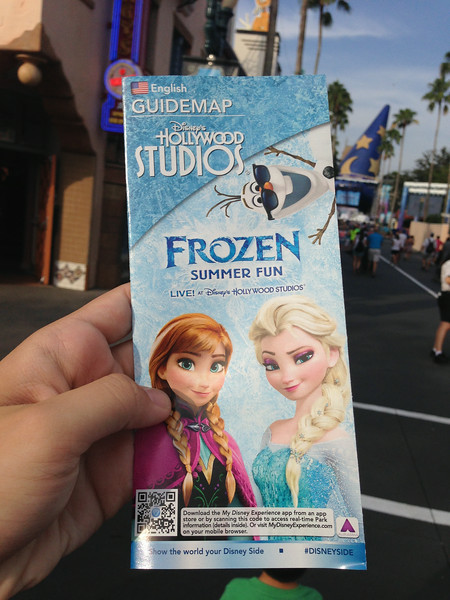 English
GUIDEMAP
Disney's
HOLLYWOOD
STUDIOS
FROZEN
SUMMER FUN
LIVE! AT Disney's HOLLYWOOD STUDIOS
Download the My Disney Experience app from an app
store or by scanning this code to access real-time Park
information (details inside). Or visit MyDisneyExperience.com
on your mobile browser.
Show the world your Disney Side ■ #DISNEYSIDE